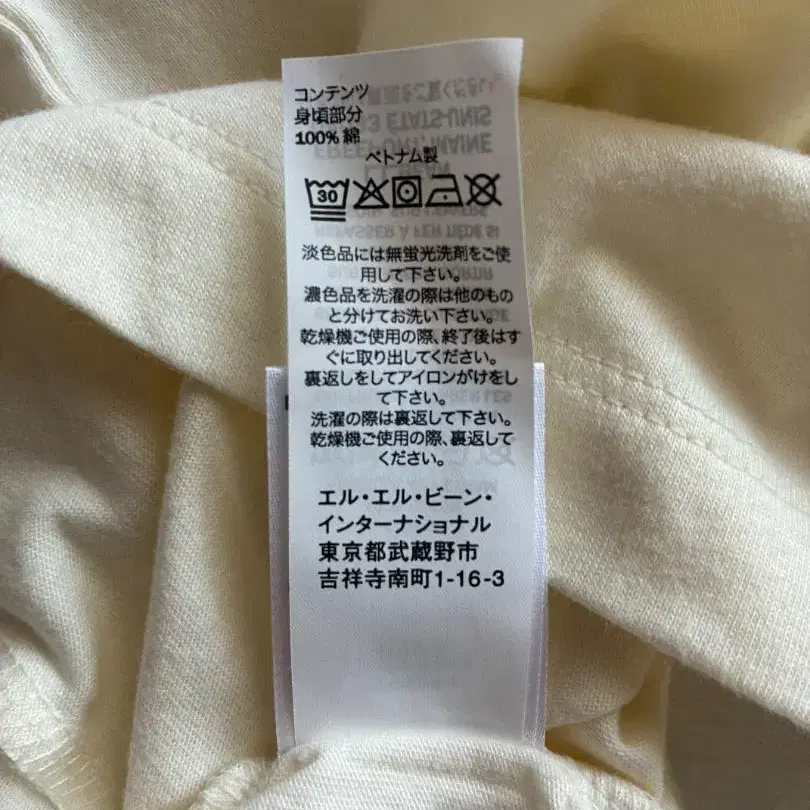 コンテンツ
身頃部分
100% 綿
ベトナム製
30
淡色品には無蛍光洗剤をご使
用して下さい。
濃色品を洗濯の際は他のもの
と分けてお洗い下さい。
乾燥機ご使用の際、終了後はす
ぐに取り出してください。
裏返しをしてアイロンがけをし
て下さい。
洗濯の際は裏返して下さい。
乾燥機ご使用の際、裏返して
ください。
エル・エル・ビーン・
インターナショナル
東京都武蔵野市
吉祥寺南町1-16-3